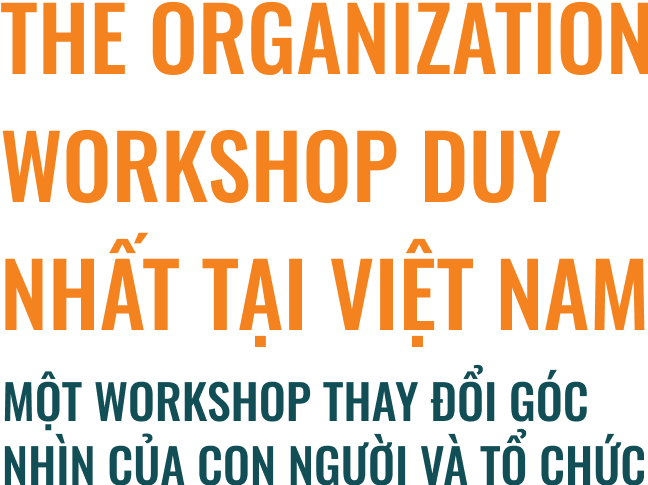 THE ORGANIZATION
WORKSHOP DUY
NHẤT TẠI VIỆT NAM
MỘT WORKSHOP THAY ĐỔI GÓC
NHÌN CỦA CON NGƯỜI VÀ TỔ CHỨC